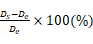 (D_s − D_e)/D_e × 100(%)